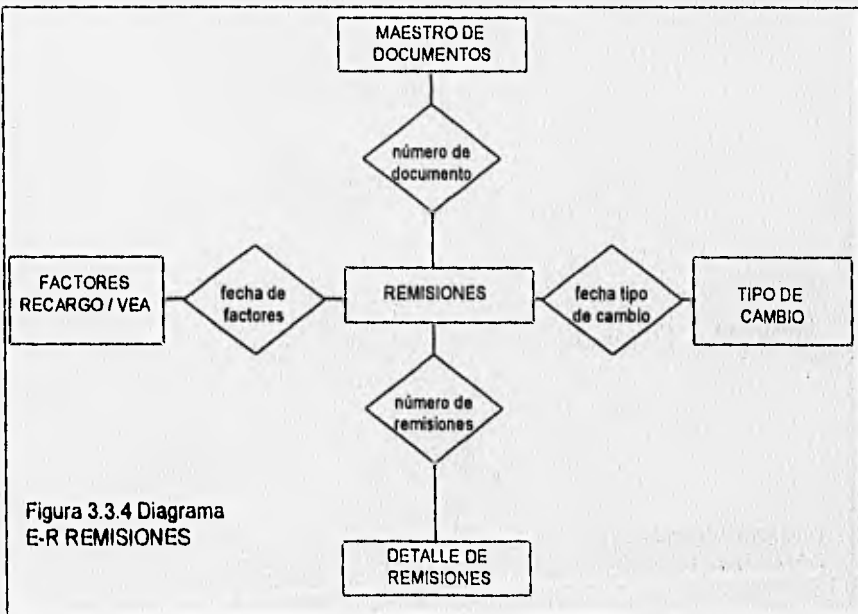 MAESTRO DE
DOCUMENTOS
número de
documento
FACTORES
RECARGO / VEA
fecha de
factores
REMISIONES
fecha tipo
de cambio
TIPO DE
CAMBIO
número de
remisiones
Figura 3.3.4 Diagrama
E-R REMISIONES
DETALLE DE
REMISIONES